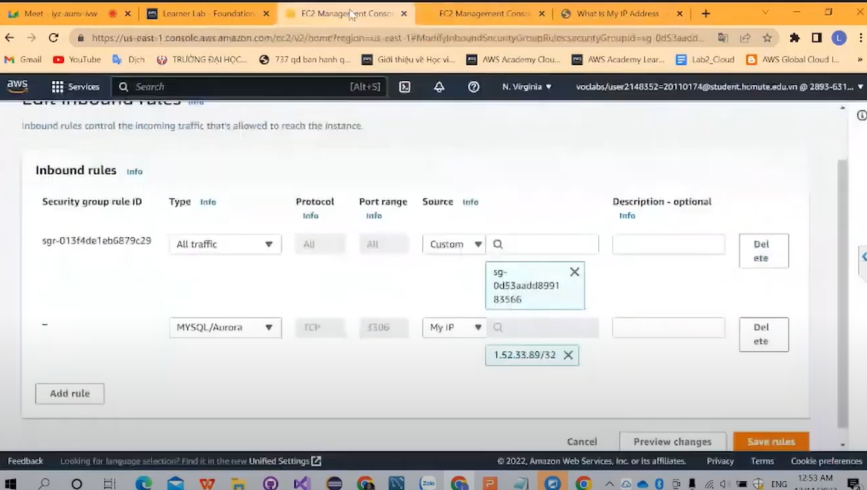 Meet – iyz-aumv-ivw
Learner Lab - Foundation
EC2 Management Conso
EC2 Management Conso
What Is My IP Address
https://us-east-1.console.aws.amazon.com/ec2/v2/home?region=us-east-1#ModifyInboundSecurityGroupRules:securityGroupId=sg-0d53aadd...
Gmail YouTube Dịch TRƯỜNG ĐẠI HỌC... 737 qd ban hanh q... Giới thiệu về Học vi... AWS Academy Clou... AWS Academy Lear... Lab2_Cloud AWS Global Cloud I...
aws Services Search [Alt+S] N. Virginia voclabs/user2148352=20110174@student.hcmute.edu.vn @ 2893-631...
Edit inbound rules Info
Inbound rules control the incoming traffic that's allowed to reach the instance.
Inbound rules Info
Security group rule ID Type Info Protocol Info Port range Info Source Info Description - optional Info
sgr-013f4de1eb6879c29 All traffic All All Custom Delete
sg-
0d53aadd8991
83566
– MYSQL/Aurora TCP 3306 My IP Delete
1.52.33.89/32
Add rule
Cancel Preview changes Save rules
Feedback Looking for language selection? Find it in the new Unified Settings © 2022, Amazon Web Services, Inc. or its affiliates. Privacy Terms Cookie preferences
ENG 12:53 AM